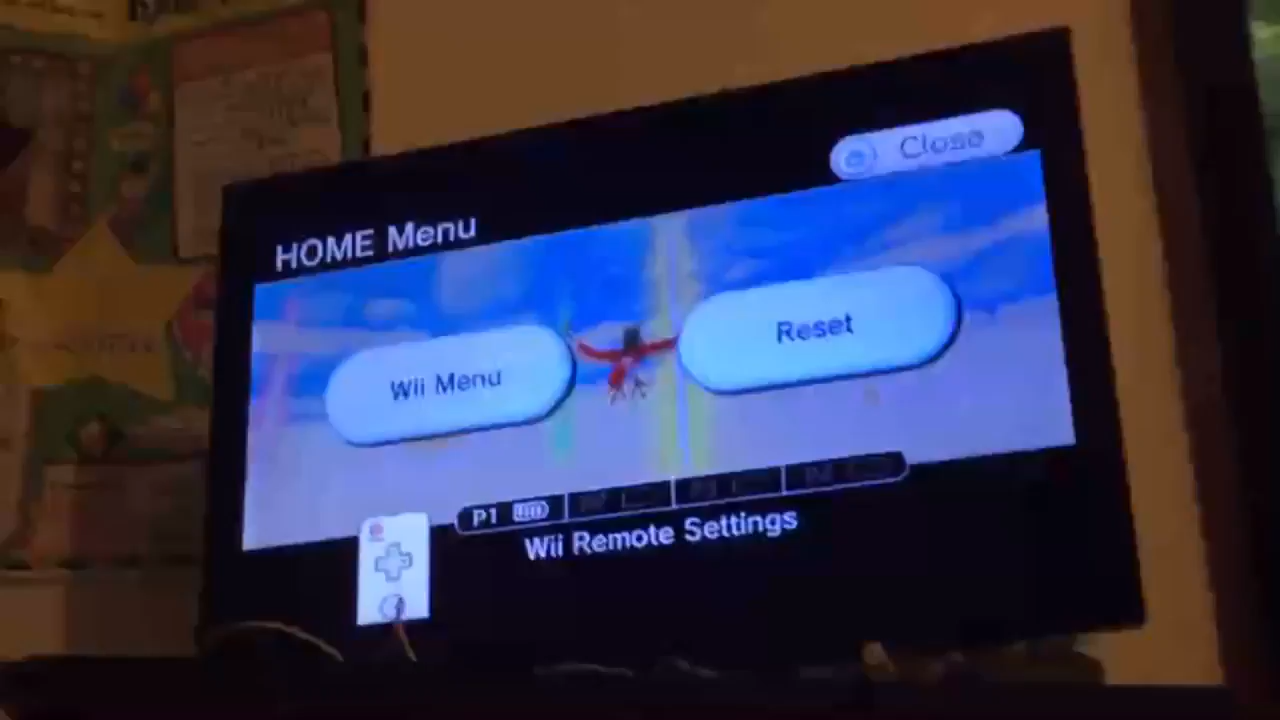 Close
HOME Menu
Wii Menu
Reset
P1
Wii Remote Settings